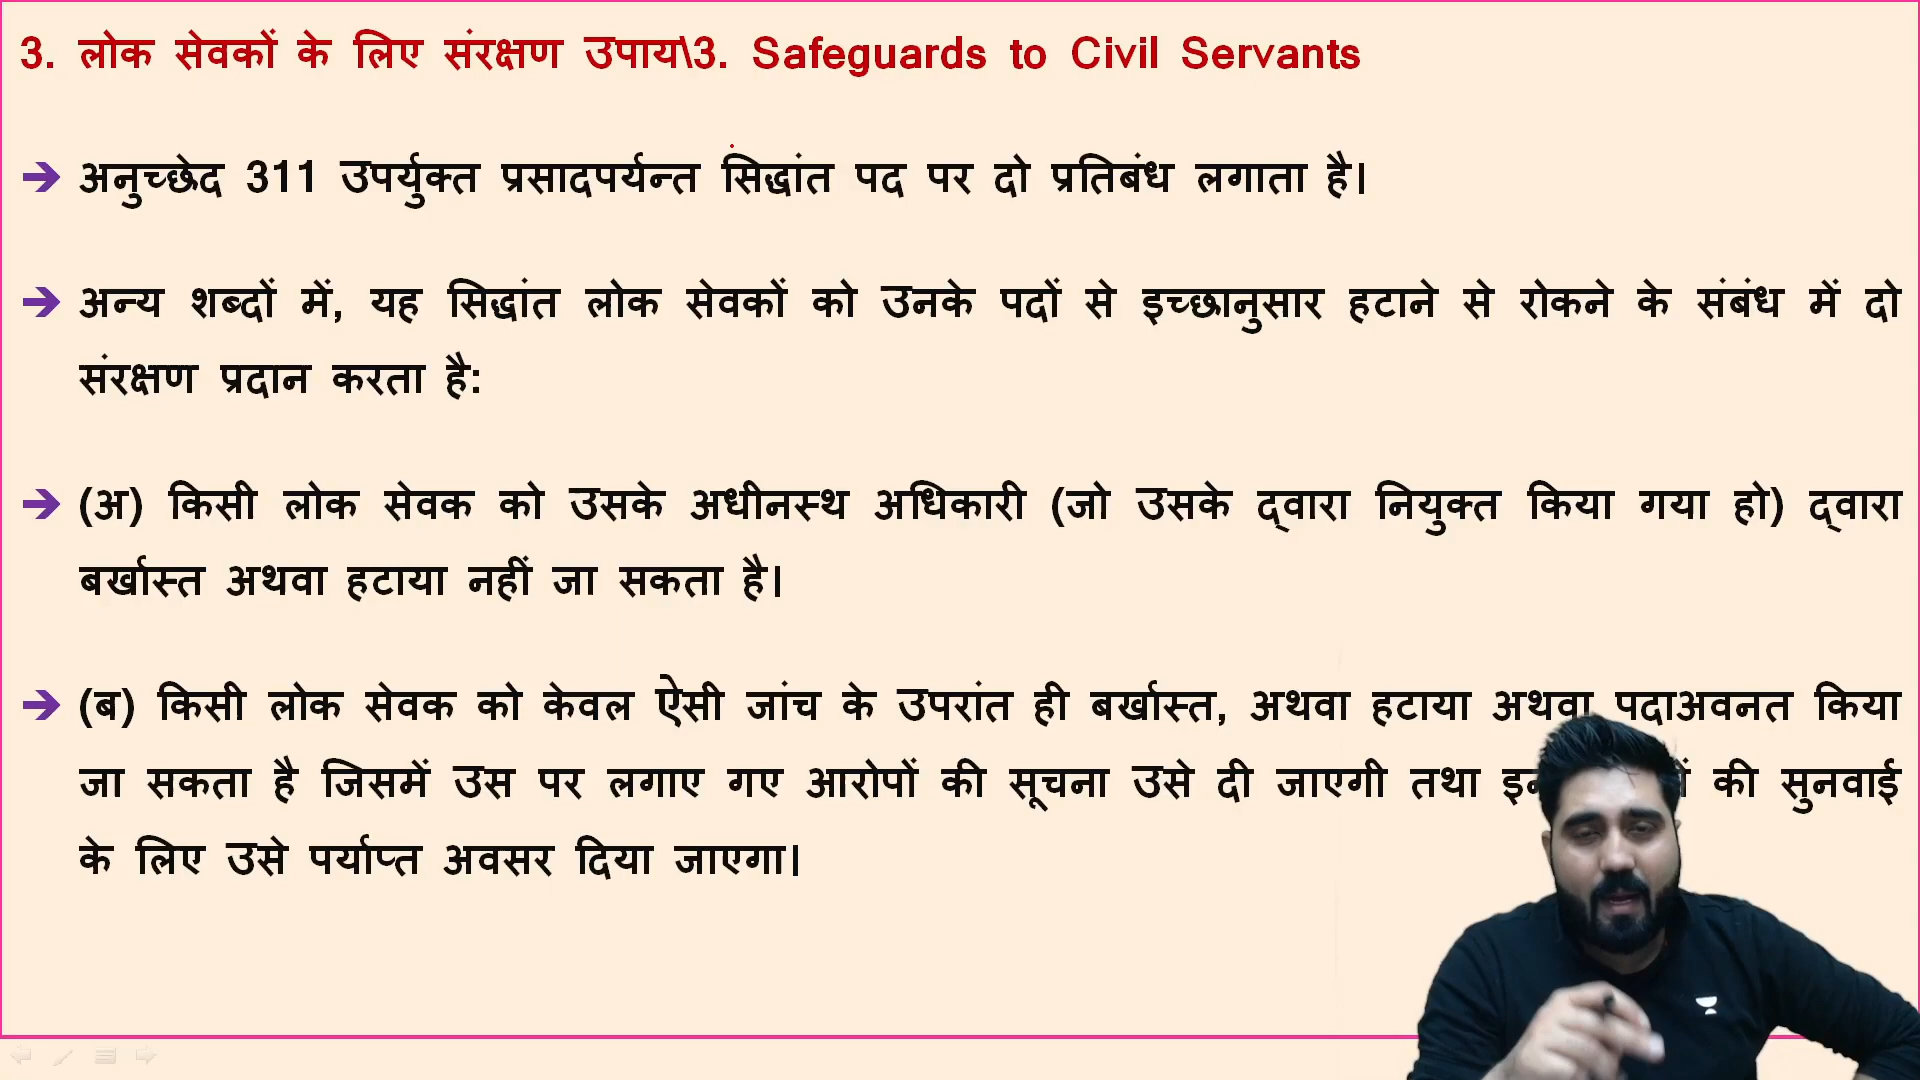 3. लोक सेवकों के लिए संरक्षण उपाय\3. Safeguards to Civil Servants
अनुच्छेद 311 उपर्युक्त प्रसादपर्यन्त सिद्धांत पद पर दो प्रतिबंध लगाता है।
अन्य शब्दों में, यह सिद्धांत लोक सेवकों को उनके पदों से इच्छानुसार हटाने से रोकने के संबंध में दो
संरक्षण प्रदान करता है:
(अ) किसी लोक सेवक को उसके अधीनस्थ अधिकारी (जो उसके द्वारा नियुक्त किया गया हो) द्वारा
बर्खास्त अथवा हटाया नहीं जा सकता है।
(ब) किसी लोक सेवक को केवल ऐसी जांच के उपरांत ही बर्खास्त, अथवा हटाया अथवा पदाअवनत किया
जा सकता है जिसमें उस पर लगाए गए आरोपों की सूचना उसे दी जाएगी तथा की सुनवाई
के लिए उसे पर्याप्त अवसर दिया जाएगा।